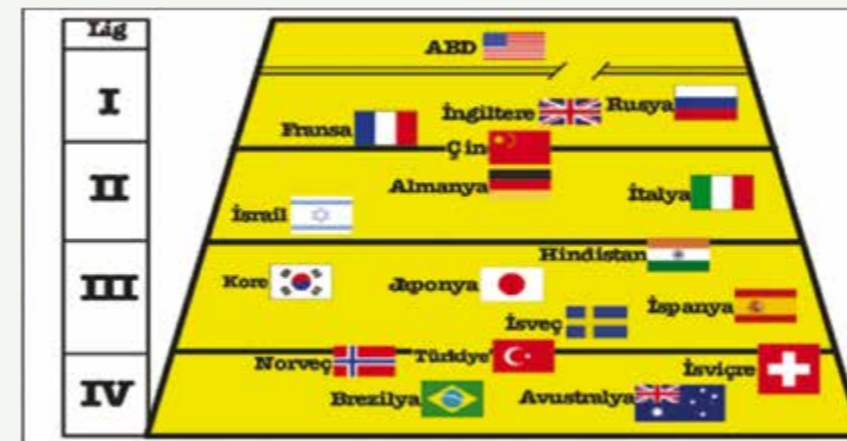 Lig
ABD
I
İngiltere Rusya
Fransa
Çin
II
Almanya
İtalya
İsrail
Hindistan
III
Kore Japonya
İspanya
İsveç
Norveç Türkiye'
İsviçre
IV
Brezilya Avustralya